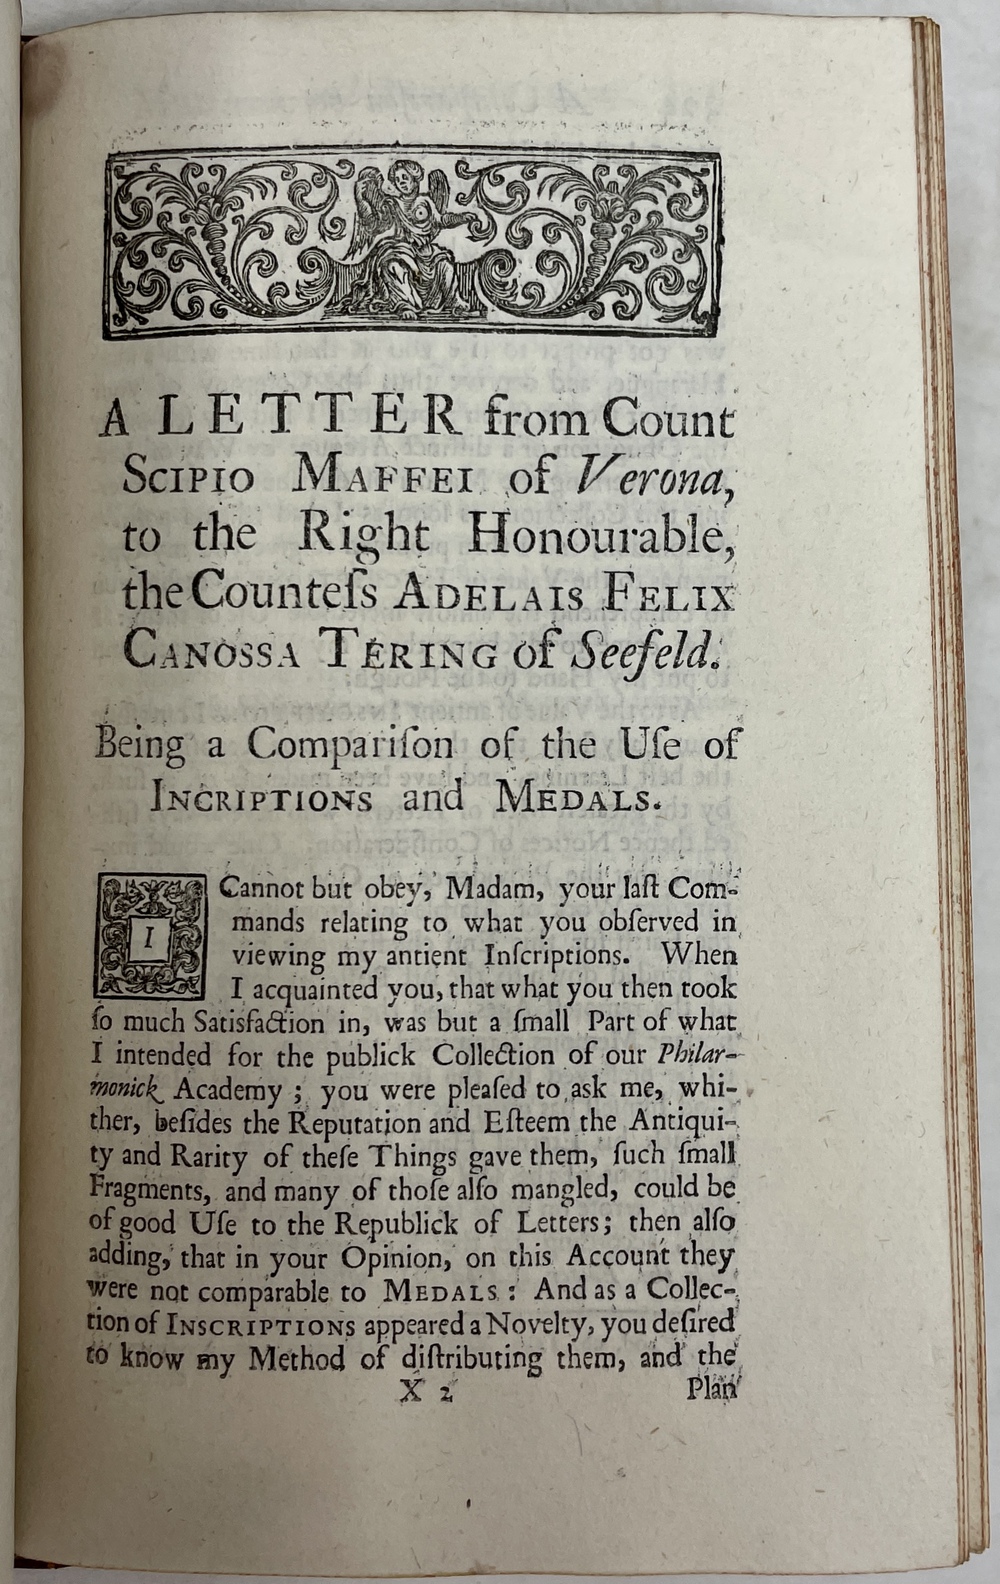 A LETTER from Count
SCIPIO MAFFEI of Verona,
to the Right Honourable,
the Counteſs ADELAIS FELIX
CANOSSA TERING of Seefeld.
Being a Compariſon of the Uſe of
INCRIPTIONS and MEDALS.
I Cannot but obey, Madam, your laſt Com-
mands relating to what you obſerved in
viewing my antient Inſcriptions. When
I acquainted you, that what you then took
ſo much Satisfaction in, was but a ſmall Part of what
I intended for the publick Collection of our Philar-
monick Academy ; you were pleaſed to ask me, whi-
ther, beſides the Reputation and Eſteem the Antiqui-
ty and Rarity of theſe Things gave them, ſuch ſmall
Fragments, and many of thoſe alſo mangled, could be
of good Uſe to the Republick of Letters; then alſo
adding, that in your Opinion, on this Account they
were not comparable to MEDALS : And as a Collec-
tion of INSCRIPTIONS appeared a Novelty, you deſired
to know my Method of diſtributing them, and the
X 2 Plan